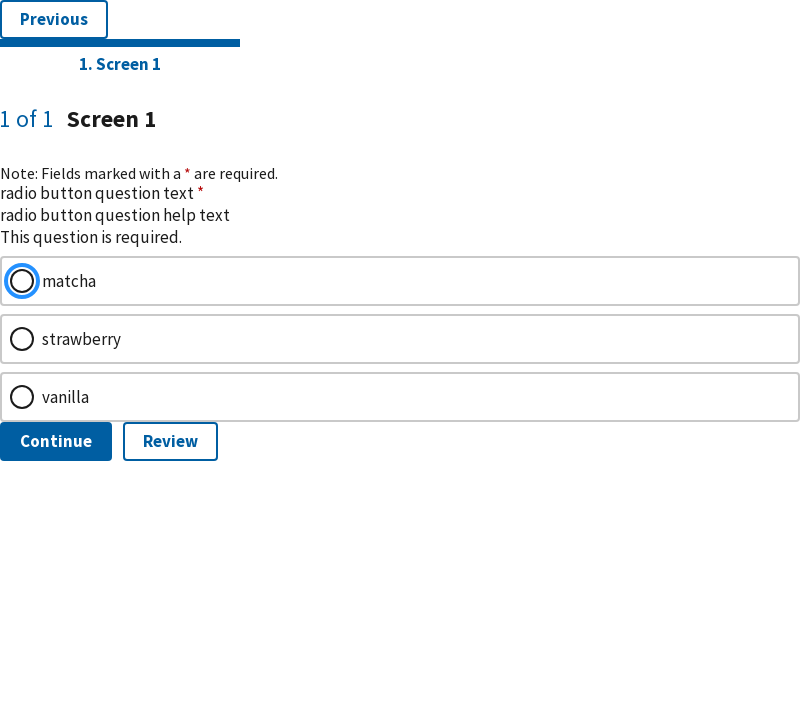 Previous
1. Screen 1
1 of 1 Screen 1
Note: Fields marked with a * are required.
radio button question text *
radio button question help text
This question is required.
matcha
strawberry
vanilla
Continue Review